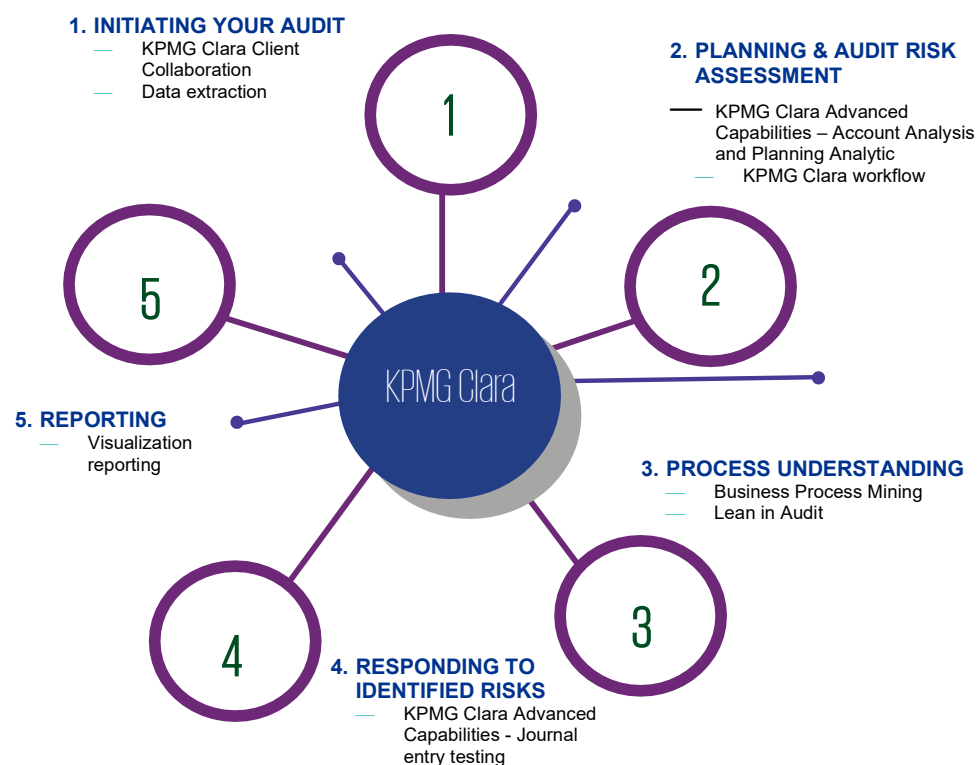 1. INITIATING YOUR AUDIT
KPMG Clara Client
Collaboration
Data extraction
1
2. PLANNING & AUDIT RISK
ASSESSMENT
KPMG Clara Advanced
Capabilities – Account Analysis
and Planning Analytic
KPMG Clara workflow
2
KPMG Clara
5
5. REPORTING
Visualization
reporting
3. PROCESS UNDERSTANDING
Business Process Mining
Lean in Audit
3
4
4. RESPONDING TO
IDENTIFIED RISKS
KPMG Clara Advanced
Capabilities - Journal
entry testing